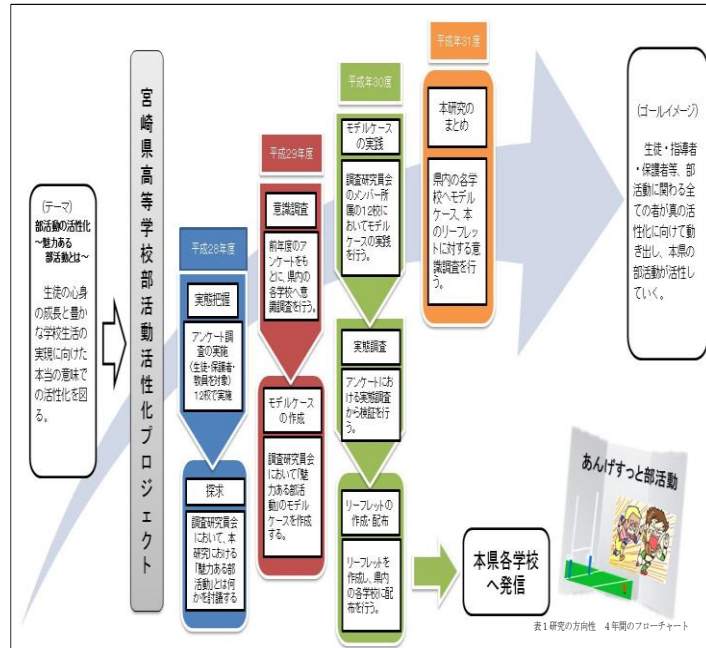 (テーマ)
部活動の活性化
~魅力ある
部活動とは~
生徒の心身
の成長と豊か
な学校生活の
実現に向けた
本当の意味で
の活性化を図
る。
宮崎県高等学校部活動活性化プロジェクト
平成28年度
実態把握
アンケート調
査の実施
(生徒・保護者・
教員を対象)
12校で実施
探求
調査研究員会
において、本
研究における
「魅力ある部
活動」とは何
かを討議する
平成29年度
意識調査
前年度のア
ンケートをも
とに、県内の
各学校へ意
識調査を行う。
モデルケース
の作成
調査研究員会
において「魅
力ある部活
動」のモデル
ケースを作成
する。
平成年30度
モデルケース
の実践
調査研究員会
のメンバー所
属の12校に
おいてモデル
ケースの実践
を行う。
実態調査
アンケートにお
ける実態調査
から検証を行
う。
リーフレットの
作成・配布
リーフレットを
作成し、県内
の各学校に配
布を行う。
平成年31度
本研究の
まとめ
県内の各学
校へモデル
ケース、本
のリーフレッ
トに対する意
識調査を行
う。
(ゴールイメージ)
生徒・指導者
・保護者等、部
活動に関わる
全ての者が真の活
性化に向けて動
き出し、本県の
部活動が活性し
ていく。
本県各学校
へ発信
あんげすっと部活動
表1研究の方向性 4年間のフローチャート